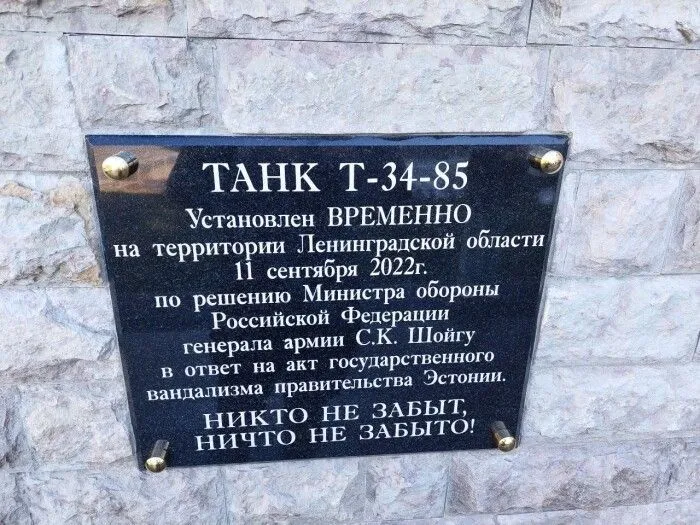 ТАНК Т-34-85
Установлен ВРЕМЕННО
на территории Ленинградской области
11 сентября 2022г.
по решению Министра обороны
Российской Федерации
генерала армии С.К. Шойгу
в ответ на акт государственного
вандализма правительства Эстонии.
НИКТО НЕ ЗАБЫТ,
НИЧТО НЕ ЗАБЫТО!